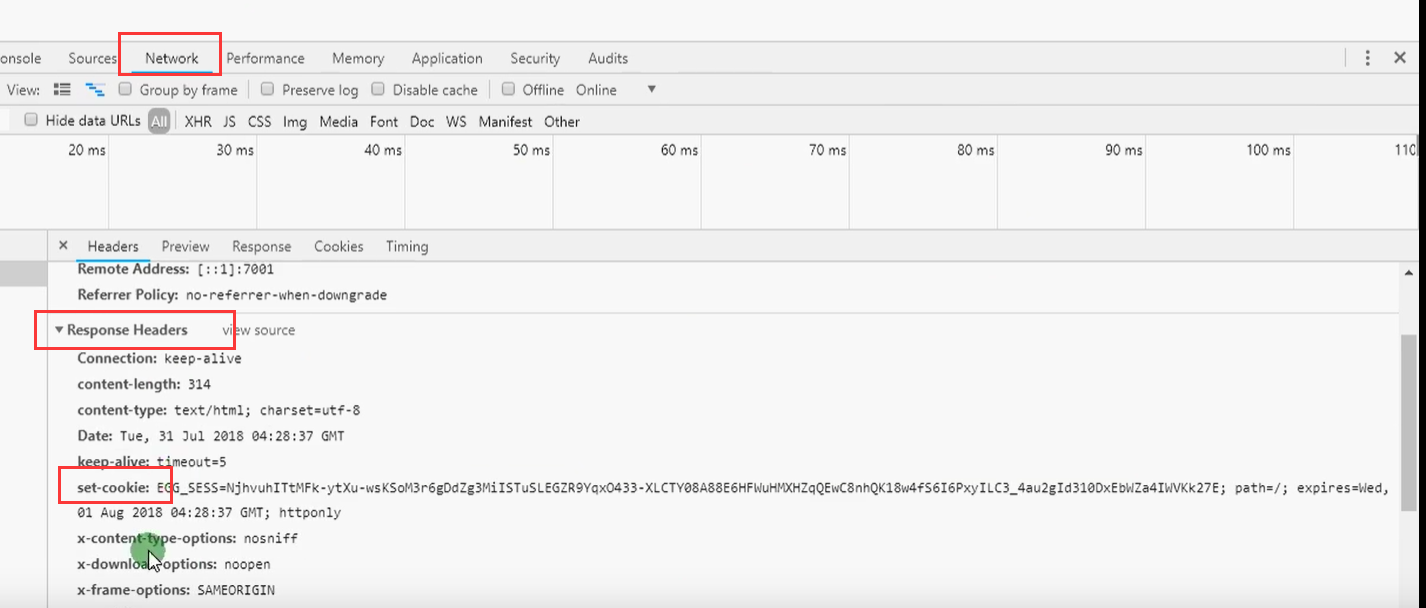 onsole Sources Network Performance Memory Application Security Audits
View: Group by frame Preserve log Disable cache Offline Online
Hide data URLs All XHR JS CSS Img Media Font Doc WS Manifest Other
20 ms 30 ms 40 ms 50 ms 60 ms 70 ms 80 ms 90 ms 100 ms 110
Headers Preview Response Cookies Timing
Remote Address: [::1]:7001
Referrer Policy: no-referrer-when-downgrade
Response Headers view source
Connection: keep-alive
content-length: 314
content-type: text/html; charset=utf-8
Date: Tue, 31 Jul 2018 04:28:37 GMT
keep-alive: timeout=5
set-cookie: EGG_SESS=NjhvuhITtMFk-ytXu-wsKSoM3r6gDdZg3MiISTuSLEGZR9YqxO433-XLCTY08A88E6HFWuHMXHZqQEwC8nhQK18w4fS6I6PxyILC3_4au2gId310DxEbWZa4IWVKk27E; path=/; expires=Wed,
01 Aug 2018 04:28:37 GMT; httponly
x-content-type-options: nosniff
x-download-options: noopen
x-frame-options: SAMEORIGIN